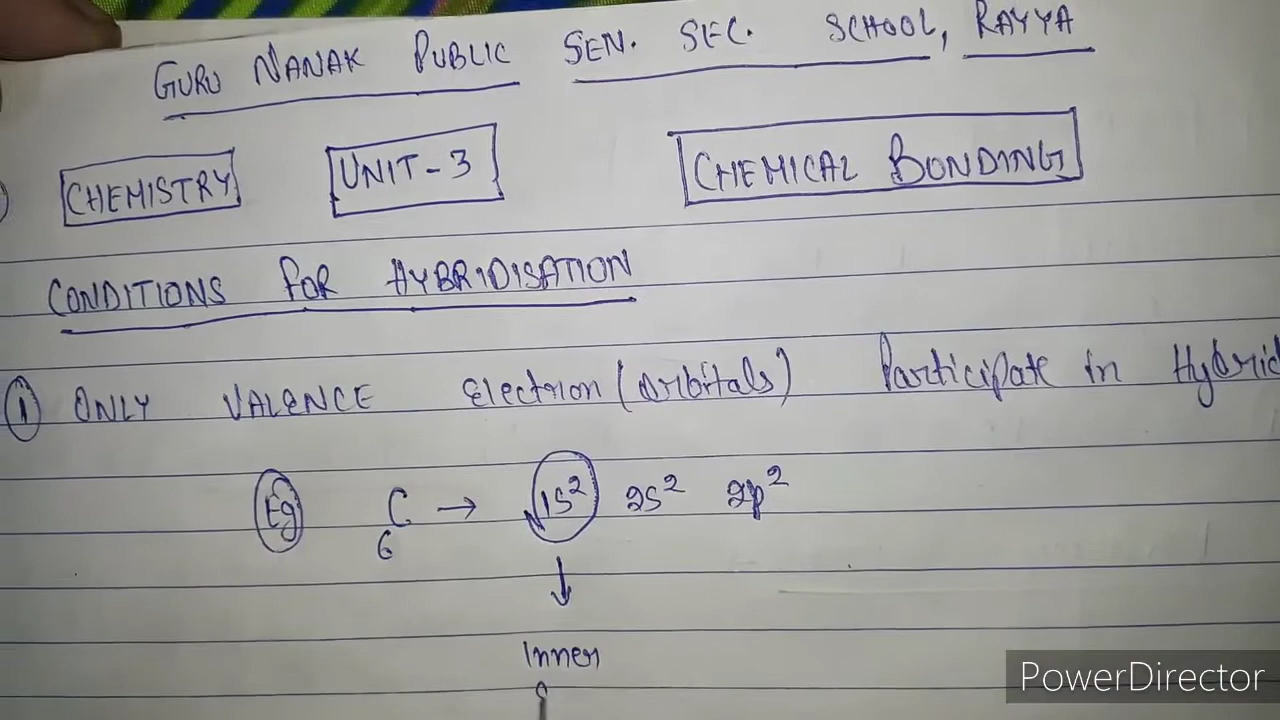 GURU NANAK PUBLIC SEN. SEC. SCHOOL, RAYYA
CHEMISTRY UNIT-3 CHEMICAL BONDING
CONDITIONS FOR HYBRIDISATION
① ONLY VALENCE Electron (orbitals) Participate in Hybrid
Eg 6C → 1s² 2s² 2p²
↓
Inner
PowerDirector